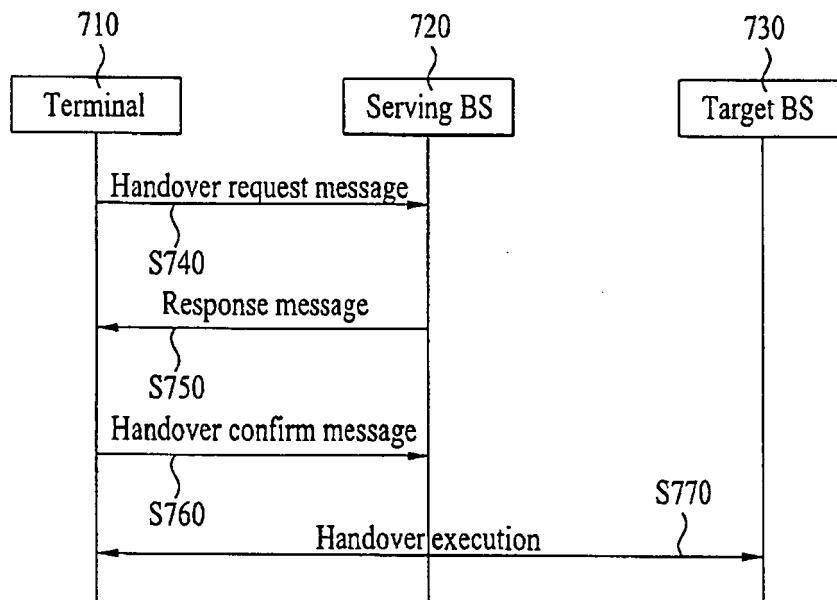 710
720
730
Terminal
Serving BS
Target BS
Handover request message
S740
Response message
S750
Handover confirm message
S760
S770
Handover execution